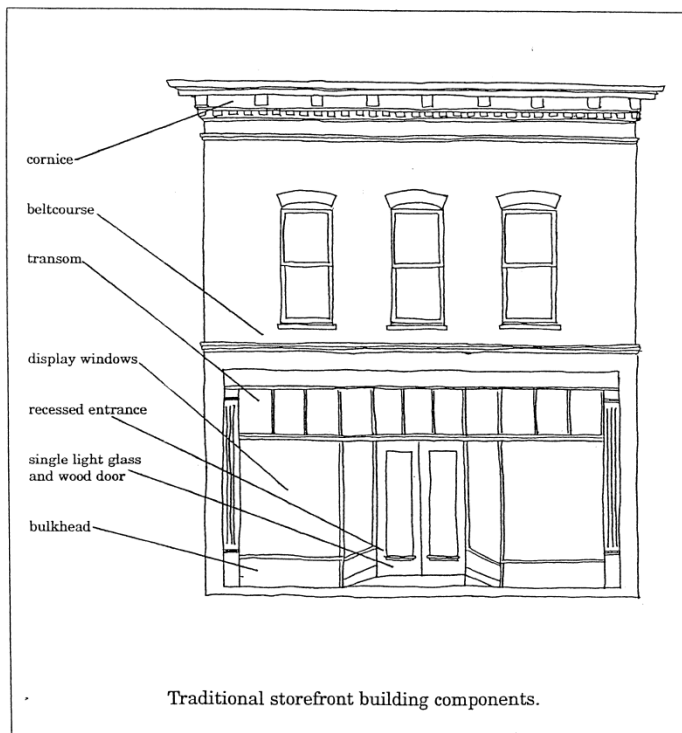 cornice
beltcourse
transom
display windows
recessed entrance
single light glass
and wood door
bulkhead
Traditional storefront building components.